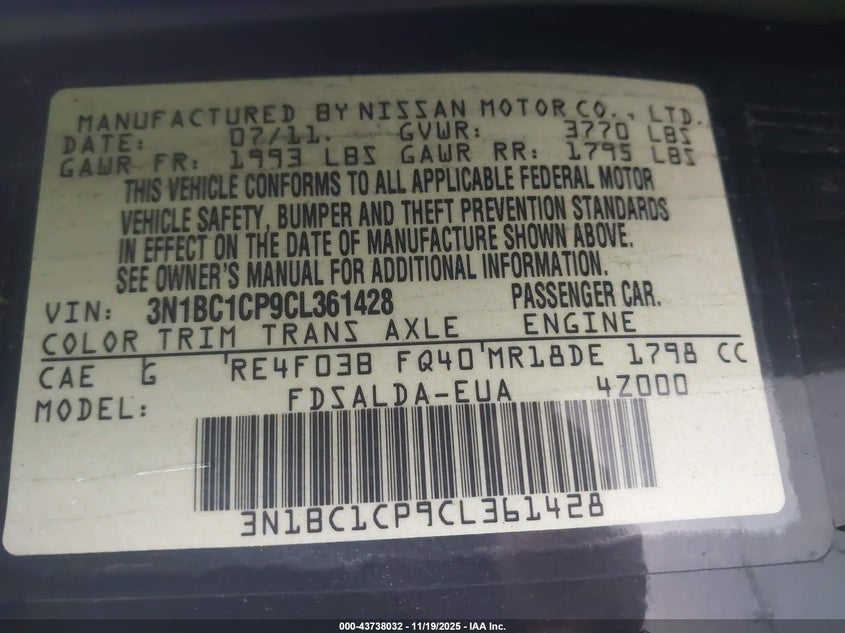 MANUFACTURED BY NISSAN MOTOR CO., LTD.
DATE: 07/11. GVWR: 3770 LBS
GAWR FR: 1993 LBS GAWR RR: 1795 LBS
THIS VEHICLE CONFORMS TO ALL APPLICABLE FEDERAL MOTOR
VEHICLE SAFETY, BUMPER AND THEFT PREVENTION STANDARDS
IN EFFECT ON THE DATE OF MANUFACTURE SHOWN ABOVE.
SEE OWNER'S MANUAL FOR ADDITIONAL INFORMATION.
VIN: 3N1BC1CP9CL361428 PASSENGER CAR.
COLOR TRIM TRANS AXLE ENGINE
CAE G RE4F03B FQ40 MR18DE 1798 CC
MODEL: FDSALDA-EUA 4Z000
3N1BC1CP9CL361428
000-43738032 - 11/19/2025 - IAA Inc.